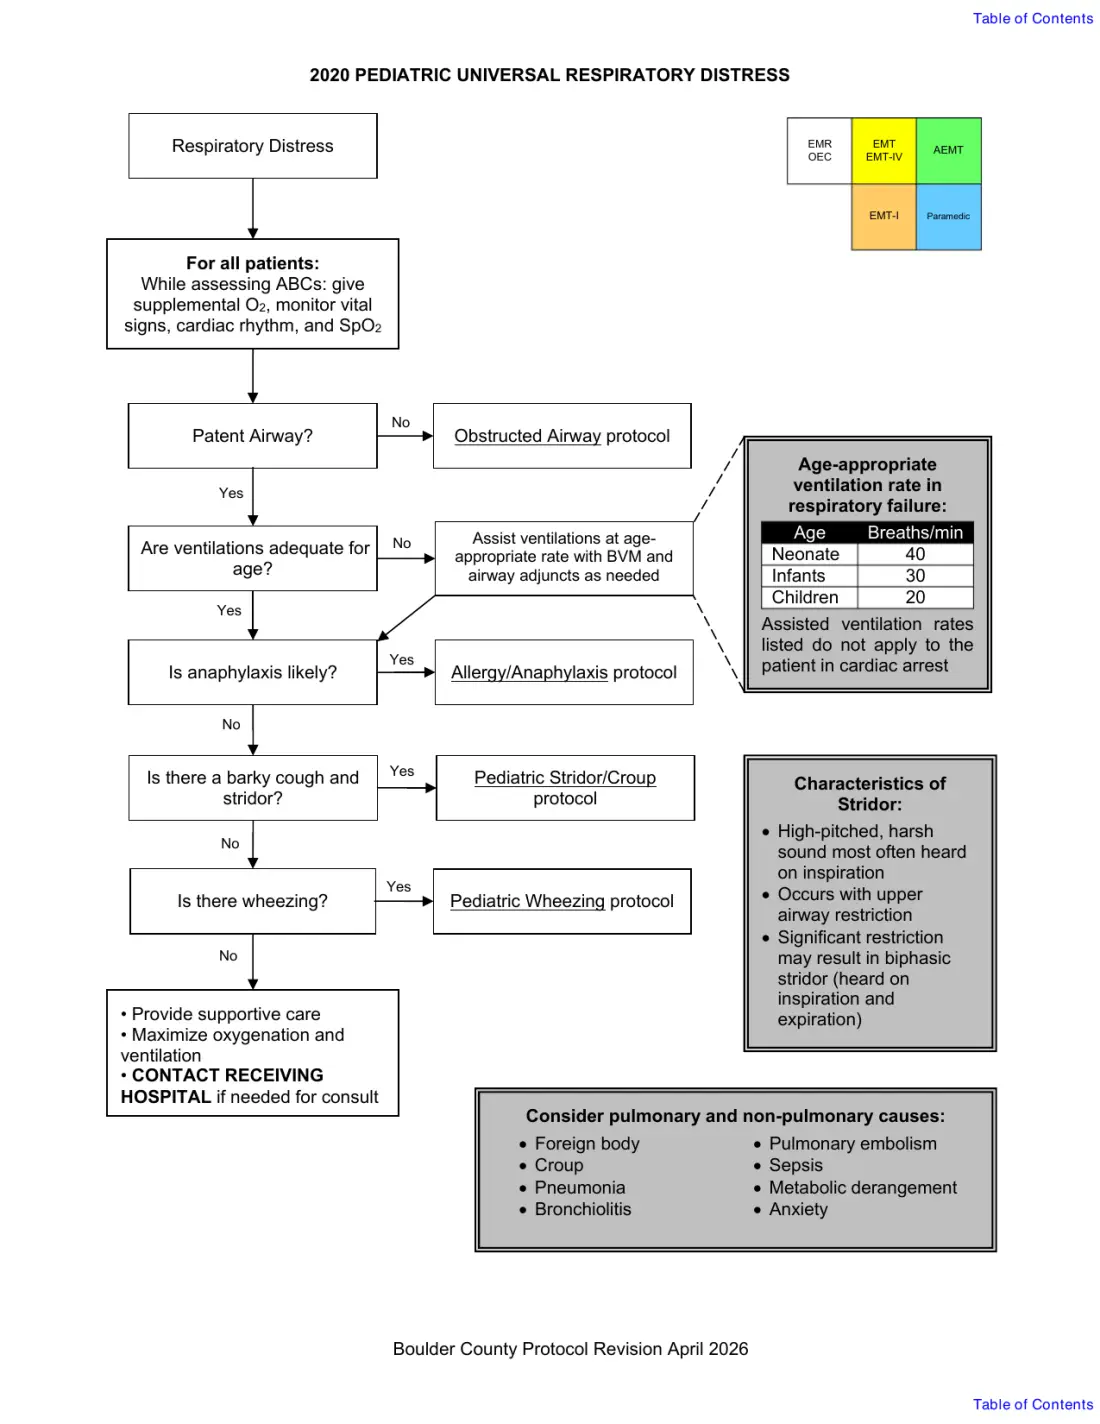 Table of Contents
2020 PEDIATRIC UNIVERSAL RESPIRATORY DISTRESS
Respiratory Distress
EMR
OEC
EMT
EMT-IV
AEMT
EMT-I
Paramedic
For all patients:
While assessing ABCs: give
supplemental O2, monitor vital
signs, cardiac rhythm, and SpO2
Patent Airway?
No
Obstructed Airway protocol
Yes
Are ventilations adequate for
age?
No
Assist ventilations at age-
appropriate rate with BVM and
airway adjuncts as needed
Age-appropriate
ventilation rate in
respiratory failure:
Age Breaths/min
Neonate 40
Infants 30
Children 20
Assisted ventilation rates
listed do not apply to the
patient in cardiac arrest
Yes
Is anaphylaxis likely?
Yes
Allergy/Anaphylaxis protocol
No
Is there a barky cough and
stridor?
Yes
Pediatric Stridor/Croup
protocol
Characteristics of
Stridor:
• High-pitched, harsh
sound most often heard
on inspiration
• Occurs with upper
airway restriction
• Significant restriction
may result in biphasic
stridor (heard on
inspiration and
expiration)
No
Is there wheezing?
Yes
Pediatric Wheezing protocol
No
• Provide supportive care
• Maximize oxygenation and
ventilation
• CONTACT RECEIVING
HOSPITAL if needed for consult
Consider pulmonary and non-pulmonary causes:
• Foreign body
• Croup
• Pneumonia
• Bronchiolitis
• Pulmonary embolism
• Sepsis
• Metabolic derangement
• Anxiety
Boulder County Protocol Revision April 2026
Table of Contents